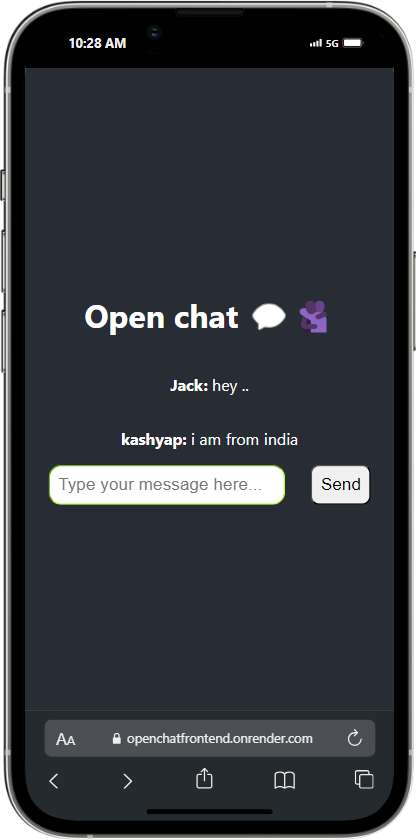 10:28 AM
5G
Open chat 💬 🫂
Jack: hey ..
kashyap: i am from india
Type your message here...
Send
AA
openchatfrontend.onrender.com